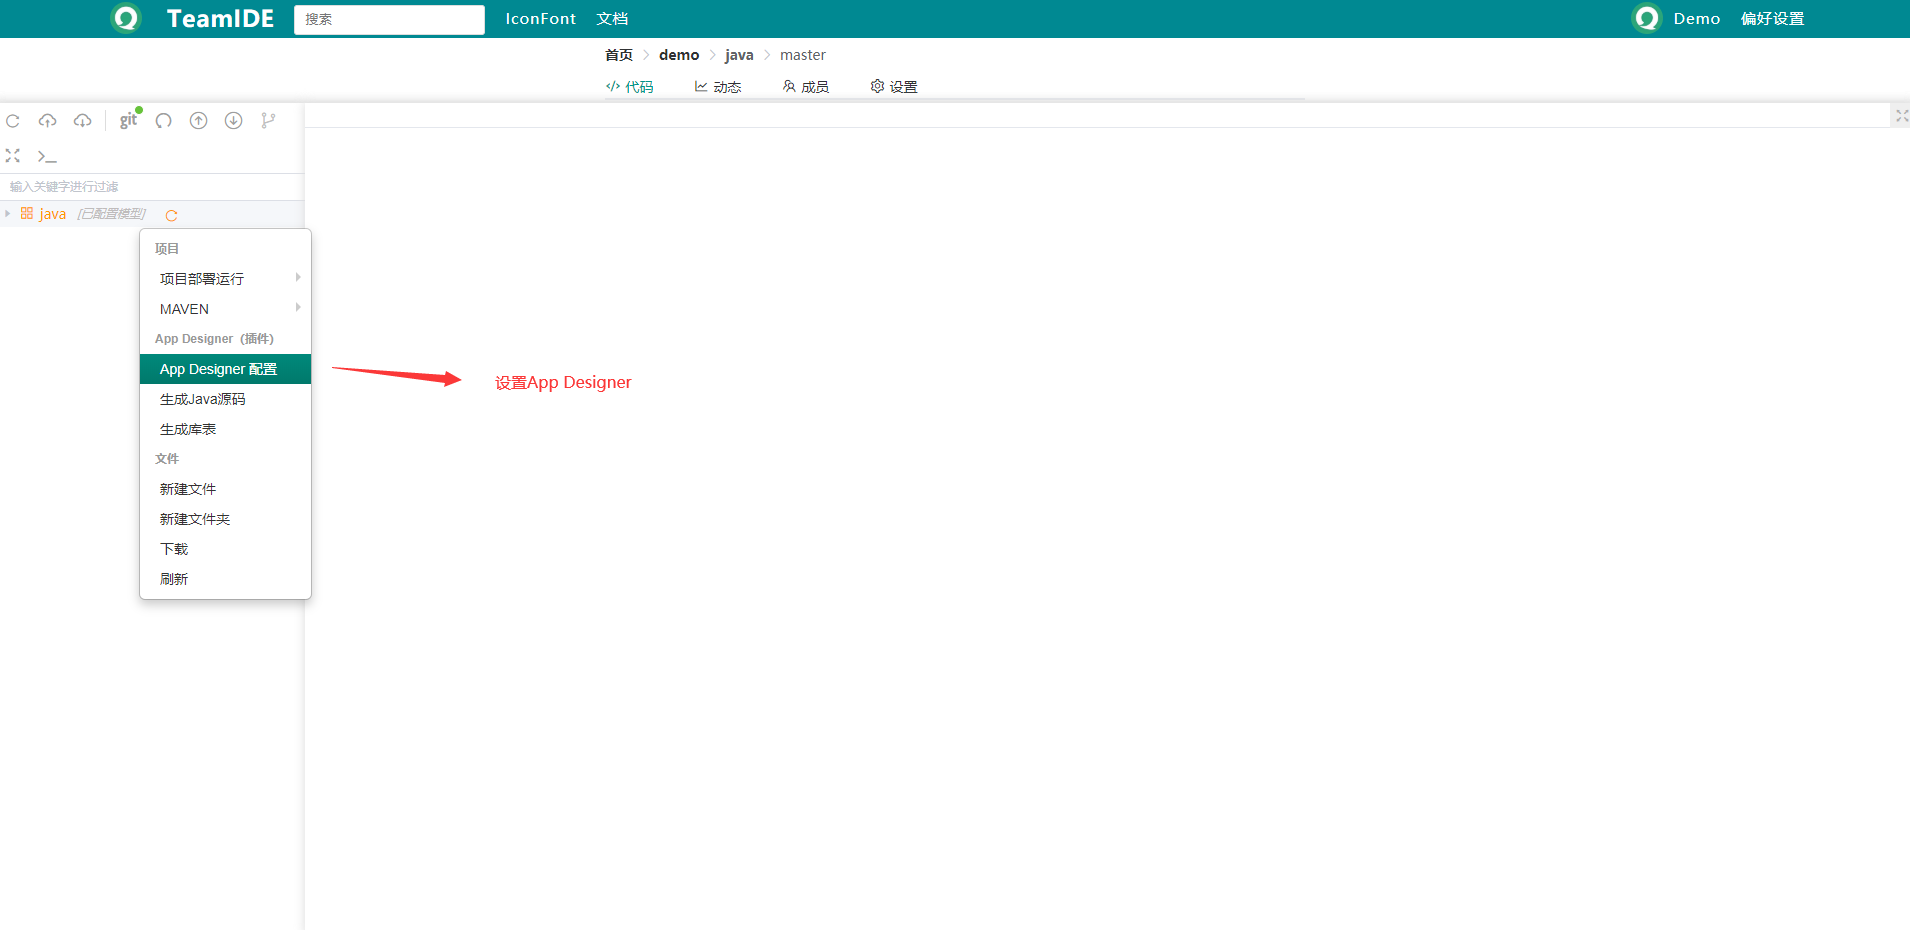 TeamIDE 搜索 IconFont 文档 Demo 偏好设置
首页 demo java master
代码 动态 成员 设置
git
输入关键字进行过滤
java [已配置模型]
项目
项目部署运行
MAVEN
App Designer (插件)
App Designer 配置
设置App Designer
生成Java源码
生成库表
文件
新建文件
新建文件夹
下载
刷新